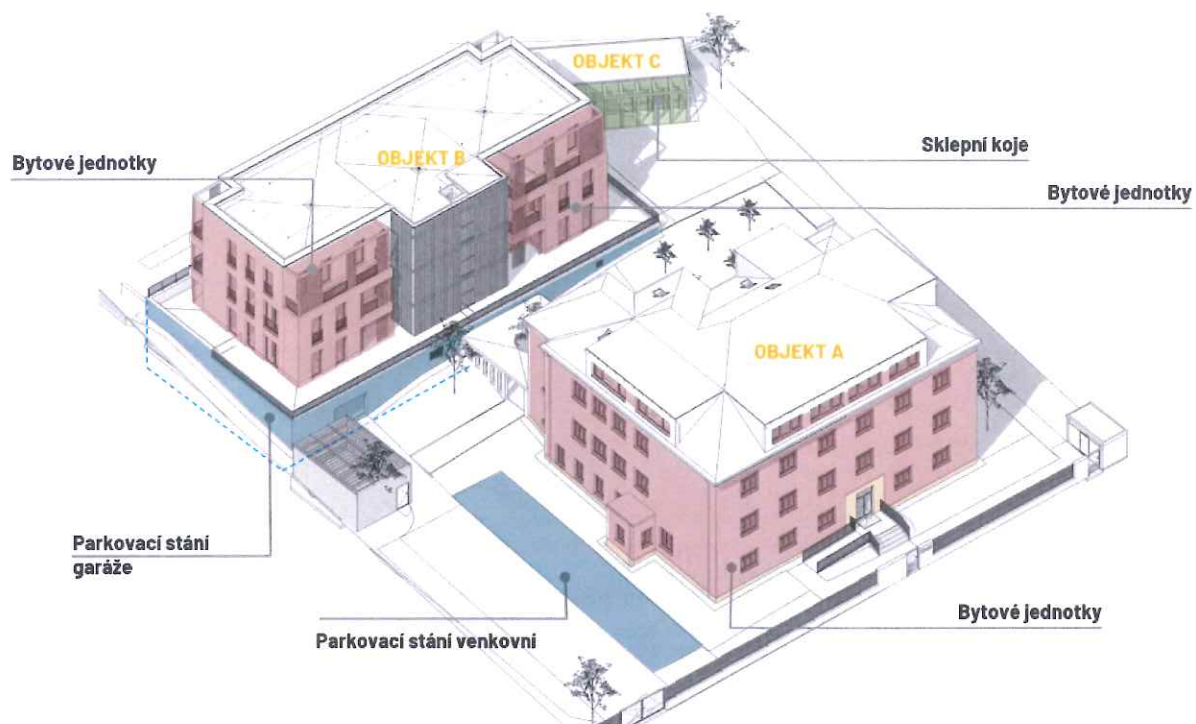 OBJEKT C
Sklepní koje
Bytové jednotky
OBJEKT B
Bytové jednotky
OBJEKT A
Parkovací stání
garáže
Parkovací stání venkovní
Bytové jednotky